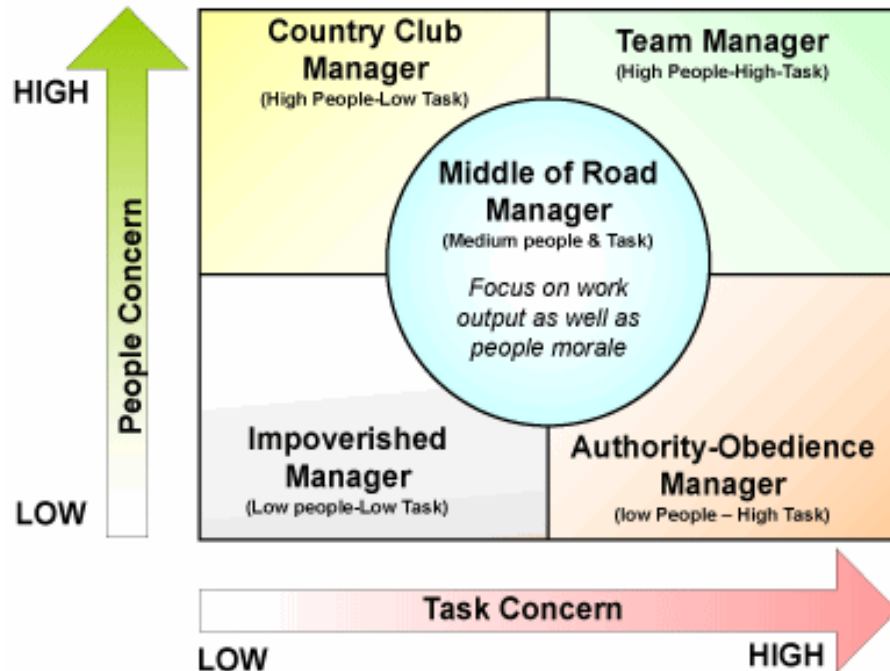 HIGH
People Concern
LOW
Country Club
Manager
(High People-Low Task)
Team Manager
(High People-High-Task)
Middle of Road
Manager
(Medium people & Task)
Focus on work
output as well as
people morale
Impoverished
Manager
(Low people-Low Task)
Authority-Obedience
Manager
(low People – High Task)
Task Concern
LOW
HIGH